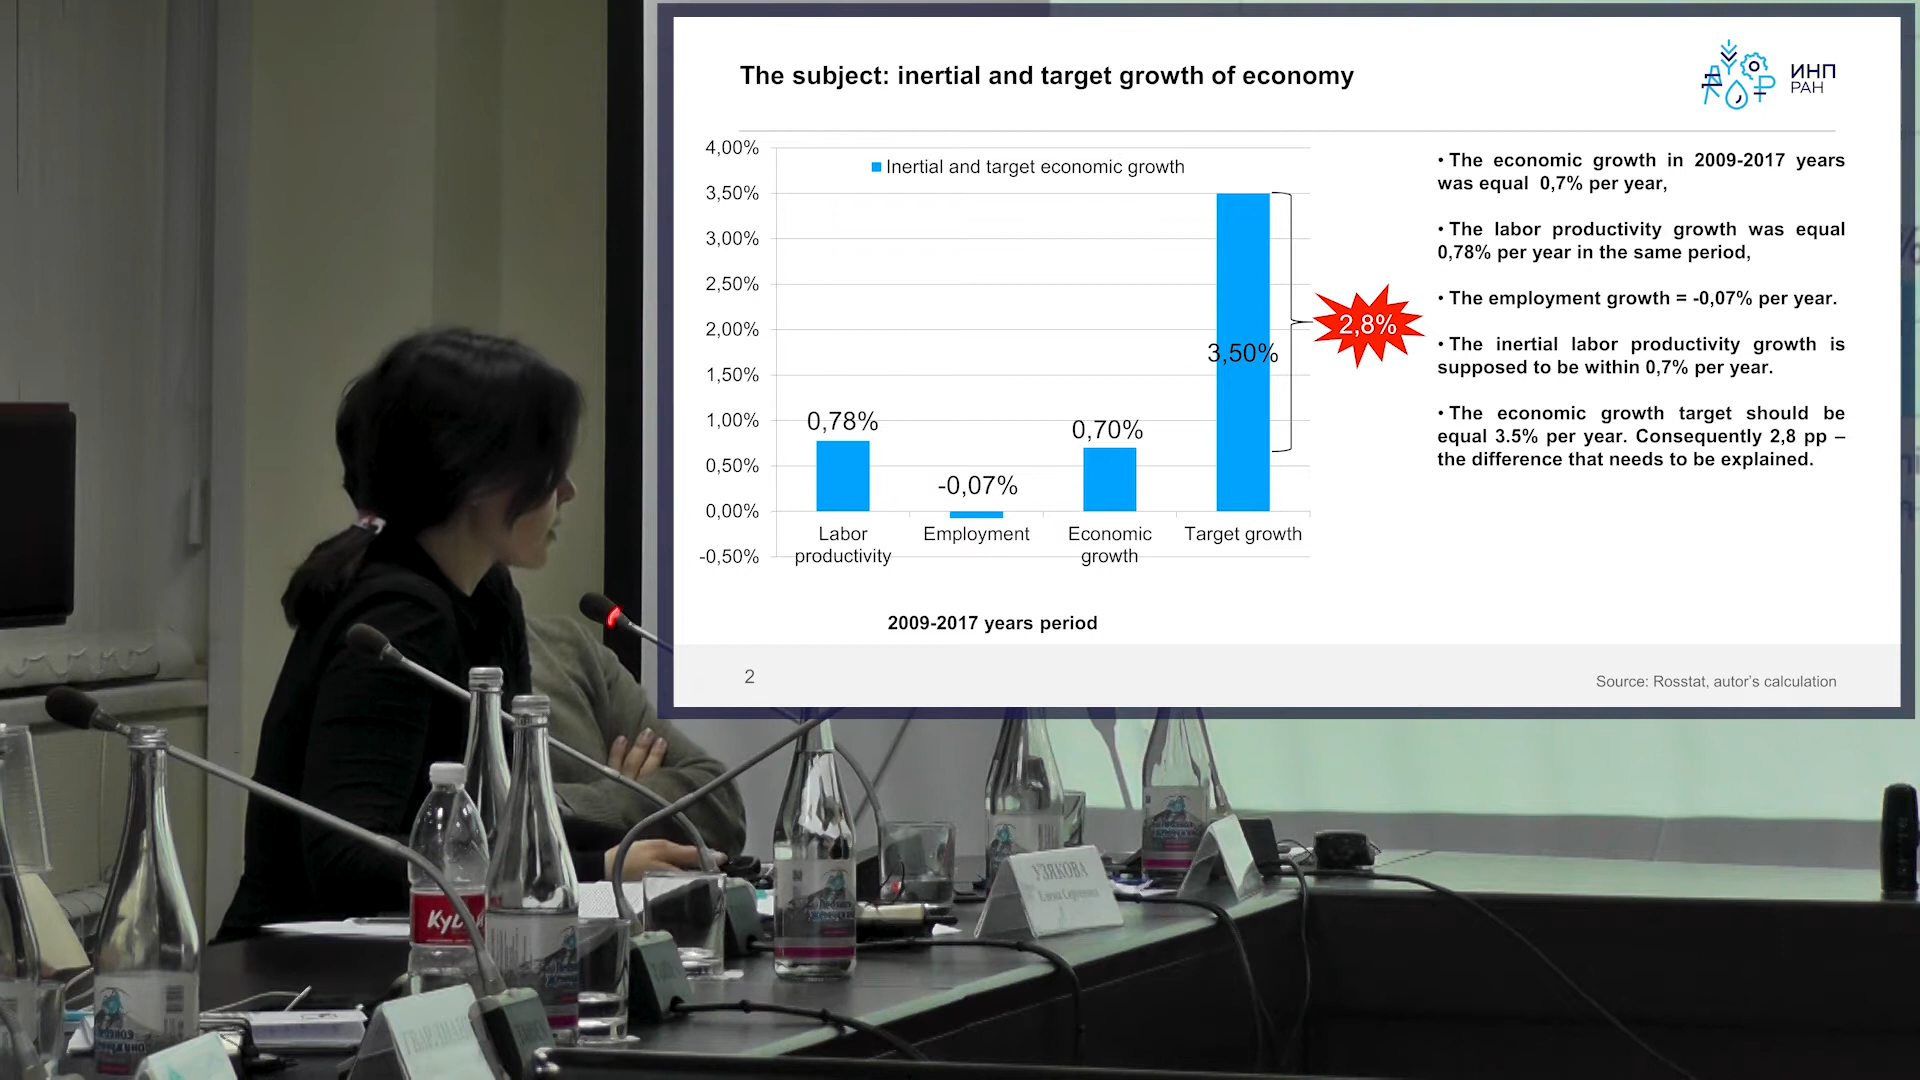 The subject: inertial and target growth of economy
ИНП
РАН
4,00%
3,50%
3,00%
2,50%
2,00%
1,50%
1,00%
0,50%
0,00%
-0,50%
Inertial and target economic growth
0,78%
-0,07%
0,70%
3,50%
2,8%
Labor
productivity
Employment
Economic
growth
Target growth
2009-2017 years period
• The economic growth in 2009-2017 years
was equal 0,7% per year,
• The labor productivity growth was equal
0,78% per year in the same period,
• The employment growth = -0,07% per year.
• The inertial labor productivity growth is
supposed to be within 0,7% per year.
• The economic growth target should be
equal 3.5% per year. Consequently 2,8 pp –
the difference that needs to be explained.
2
Source: Rosstat, autor's calculation
УЗЯКОВА
Елена Сергеевна